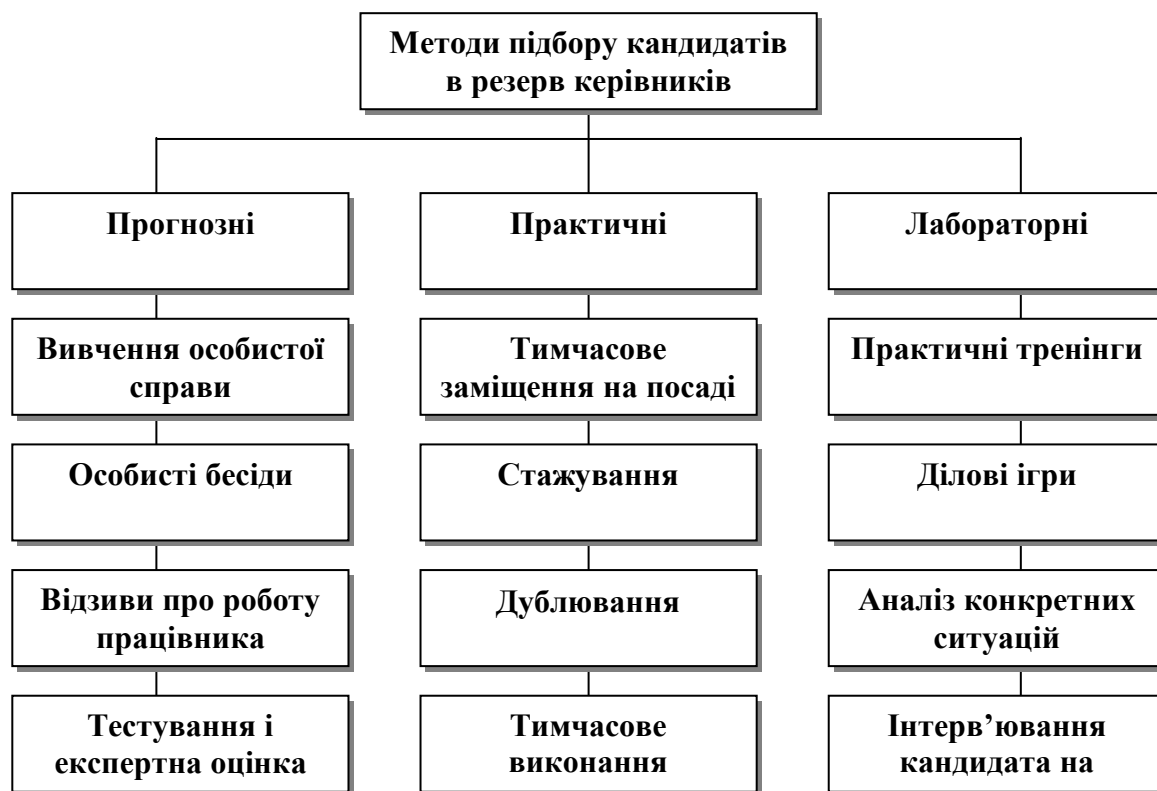 Методи підбору кандидатів
в резерв керівників
Прогнозні
Практичні
Лабораторні
Вивчення особистої
справи
Тимчасове
заміщення на посаді
Практичні тренінги
Особисті бесіди
Стажування
Ділові ігри
Відзиви про роботу
працівника
Дублювання
Аналіз конкретних
ситуацій
Тестування і
експертна оцінка
Тимчасове
виконання
Інтерв’ювання
кандидата на